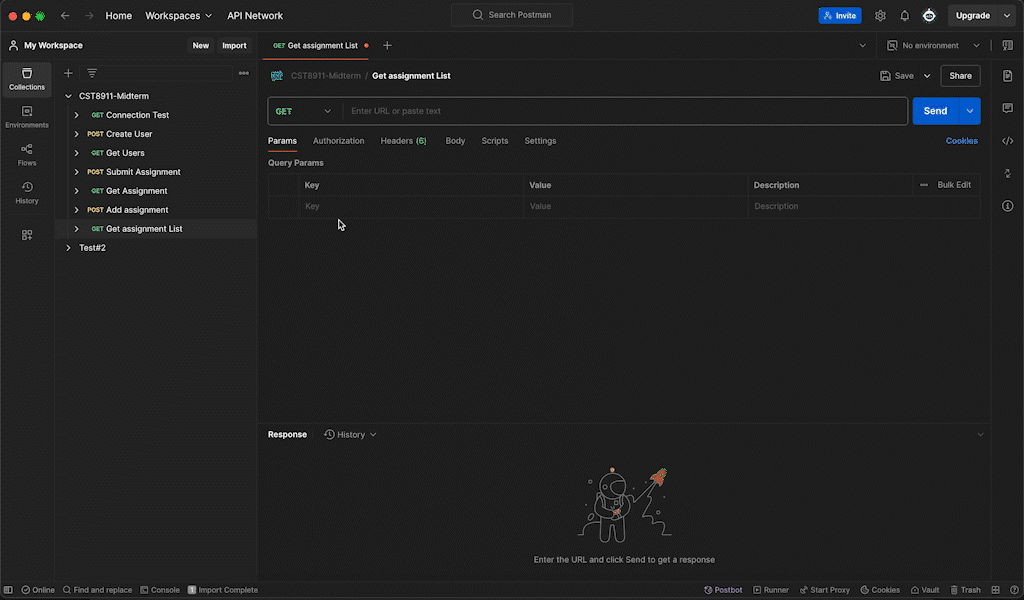 Home Workspaces API Network Search Postman Invite Upgrade
My Workspace New Import GET Get assignment List No environment
Collections
CST8911-Midterm / Get assignment List Save Share
CST8911-Midterm
GET Connection Test
GET Enter URL or paste text Send
Environments
POST Create User
Params Authorization Headers (6) Body Scripts Settings Cookies
GET Get Users
Flows
Query Params
POST Submit Assignment
Key Value Description Bulk Edit
GET Get Assignment
History
Key Value Description
POST Add assignment
GET Get assignment List
Test#2
Response History
Enter the URL and click Send to get a response
Online Find and replace Console 1 Import Complete Postbot Runner Start Proxy Cookies Vault Trash